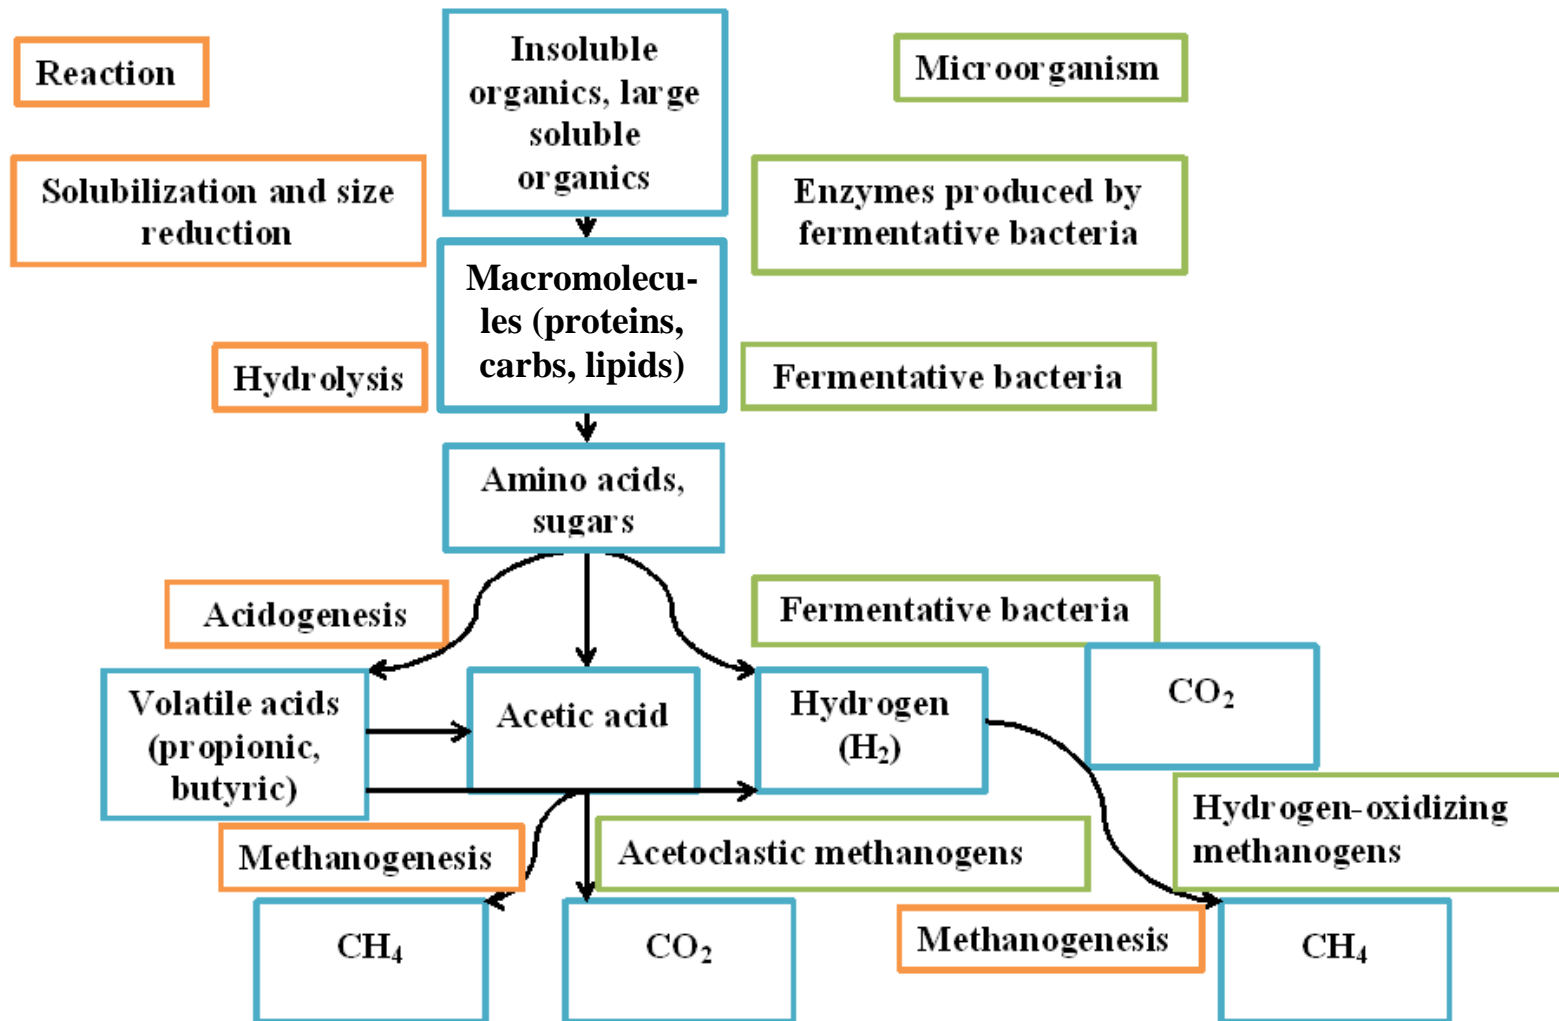 Reaction
Insoluble
organics, large
soluble
organics
Microorganism
Solubilization and size
reduction
Enzymes produced by
fermentative bacteria
Macromolecu-
les (proteins,
carbs, lipids)
Hydrolysis
Fermentative bacteria
Amino acids,
sugars
Acidogenesis
Fermentative bacteria
Volatile acids
(propionic,
butyric)
Acetic acid
Hydrogen
(H₂)
CO₂
Methanogenesis
Acetoclastic methanogens
Hydrogen-oxidizing
methanogens
CH₄
CO₂
Methanogenesis
CH₄